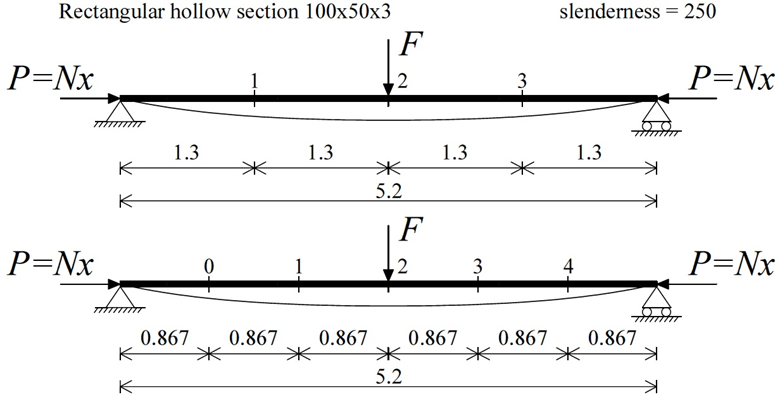 Rectangular hollow section 100x50x3 slenderness = 250
F
P=Nx P=Nx
1 2 3
1.3 1.3 1.3 1.3
5.2
F
P=Nx P=Nx
0 1 2 3 4
0.867 0.867 0.867 0.867 0.867 0.867
5.2